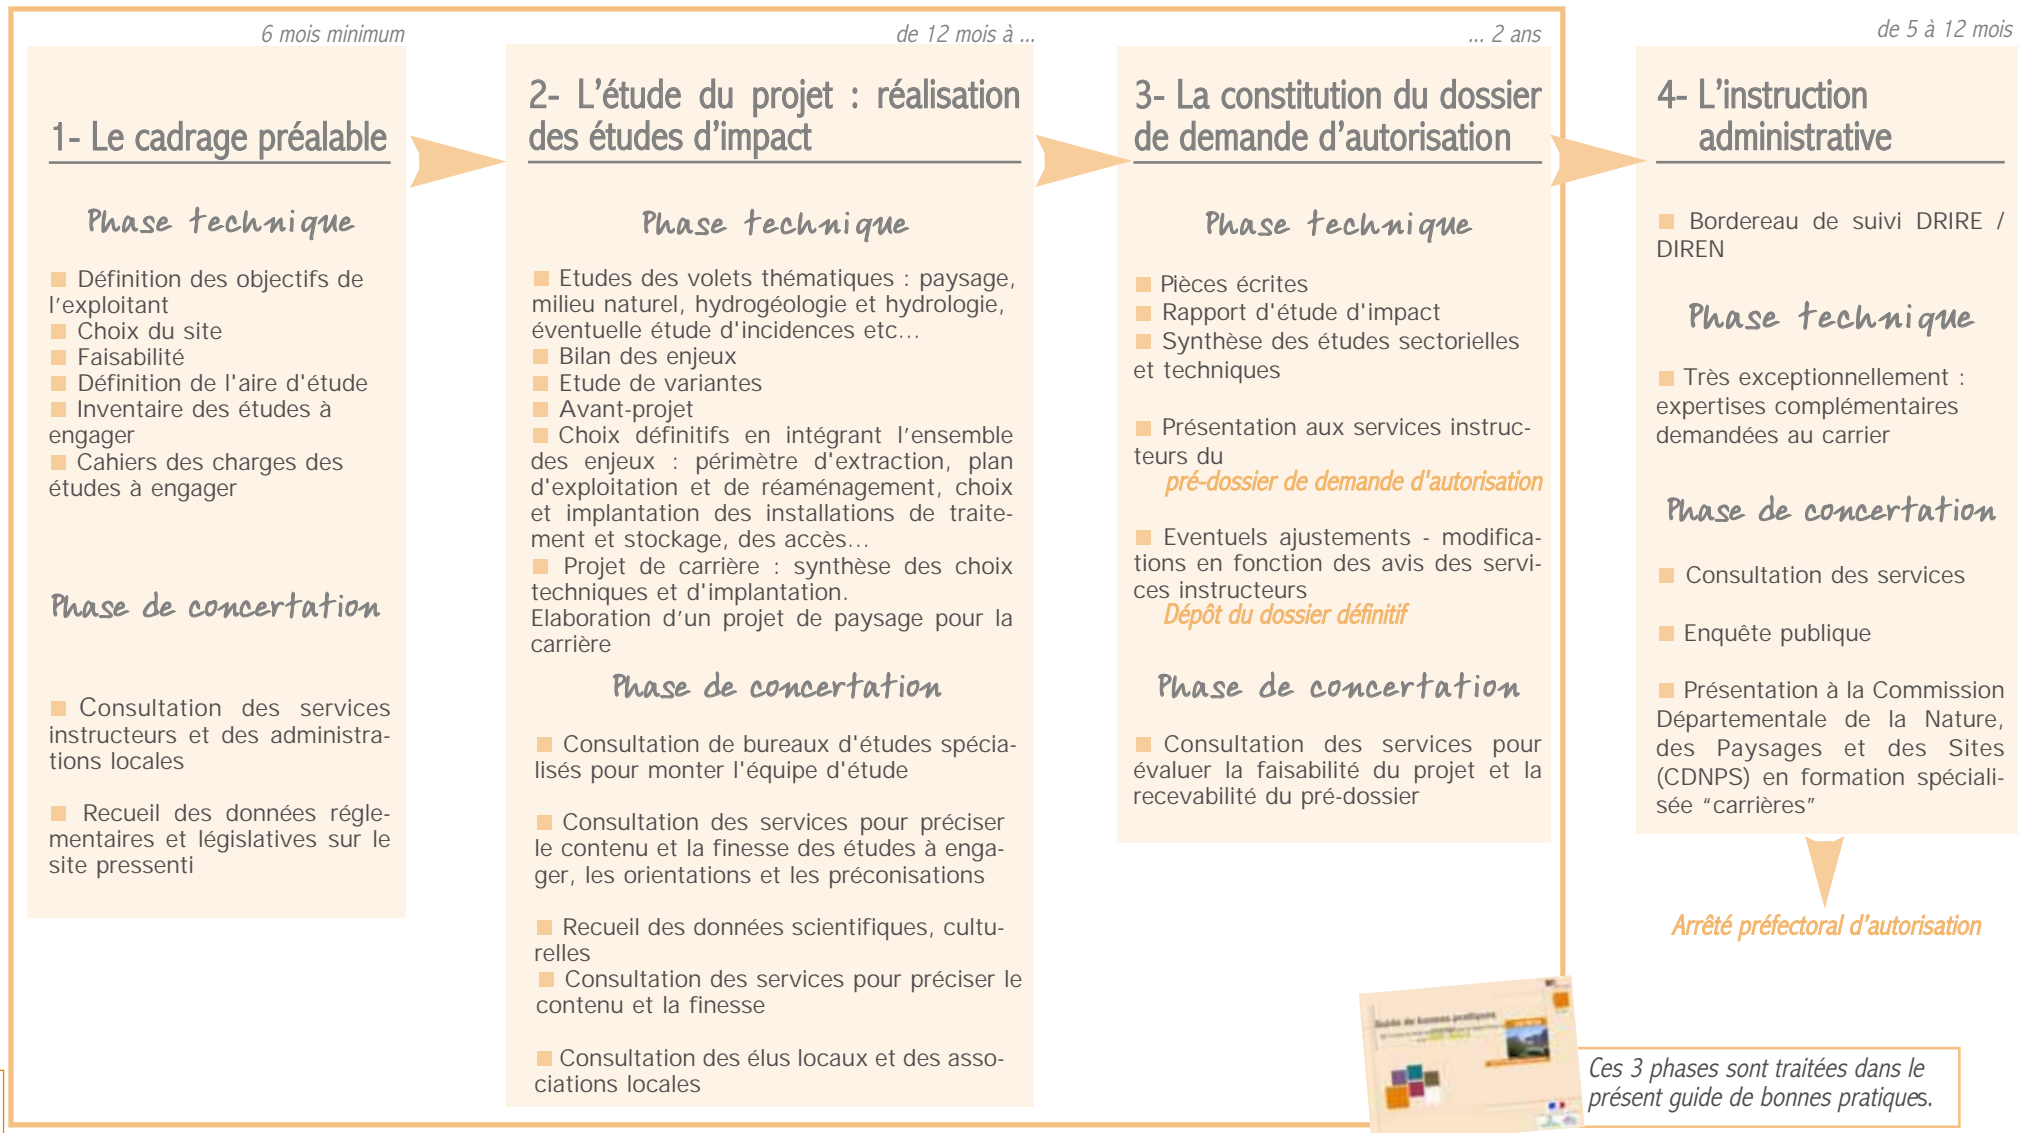 6 mois minimum
1- Le cadrage préalable
Phase technique
Définition des objectifs de
l'exploitant
Choix du site
Faisabilité
Définition de l'aire d'étude
Inventaire des études à
engager
Cahiers des charges des
études à engager
Phase de concertation
Consultation des services
instructeurs et des administra-
tions locales
Recueil des données régle-
mentaires et législatives sur le
site pressenti
de 12 mois à ...
2- L'étude du projet : réalisation
des études d'impact
Phase technique
Etudes des volets thématiques : paysage,
milieu naturel, hydrogéologie et hydrologie,
éventuelle étude d'incidences etc...
Bilan des enjeux
Etude de variantes
Avant-projet
Choix définitifs en intégrant l'ensemble
des enjeux : périmètre d'extraction, plan
d'exploitation et de réaménagement, choix
et implantation des installations de traite-
ment et stockage, des accès...
Projet de carrière : synthèse des choix
techniques et d'implantation.
Elaboration d'un projet de paysage pour la
carrière
Phase de concertation
Consultation de bureaux d'études spécia-
lisés pour monter l'équipe d'étude
Consultation des services pour préciser
le contenu et la finesse des études à enga-
ger, les orientations et les préconisations
Recueil des données scientifiques, cultu-
relles
Consultation des services pour préciser le
contenu et la finesse
Consultation des élus locaux et des asso-
ciations locales
... 2 ans
3- La constitution du dossier
de demande d'autorisation
Phase technique
Pièces écrites
Rapport d'étude d'impact
Synthèse des études sectorielles
et techniques
Présentation aux services instruc-
teurs du
pré-dossier de demande d'autorisation
Eventuels ajustements - modifica-
tions en fonction des avis des servi-
ces instructeurs
Dépôt du dossier définitif
Phase de concertation
Consultation des services pour
évaluer la faisabilité du projet et la
recevabilité du pré-dossier
de 5 à 12 mois
4- L'instruction
administrative
Bordereau de suivi DRIRE /
DIREN
Phase technique
Très exceptionnellement :
expertises complémentaires
demandées au carrier
Phase de concertation
Consultation des services
Enquête publique
Présentation à la Commission
Départementale de la Nature,
des Paysages et des Sites
(CDNPS) en formation spéciali-
sée "carrières"
Arrêté préfectoral d'autorisation
Guide de bonnes pratiques
Ces 3 phases sont traitées dans le
présent guide de bonnes pratiques.